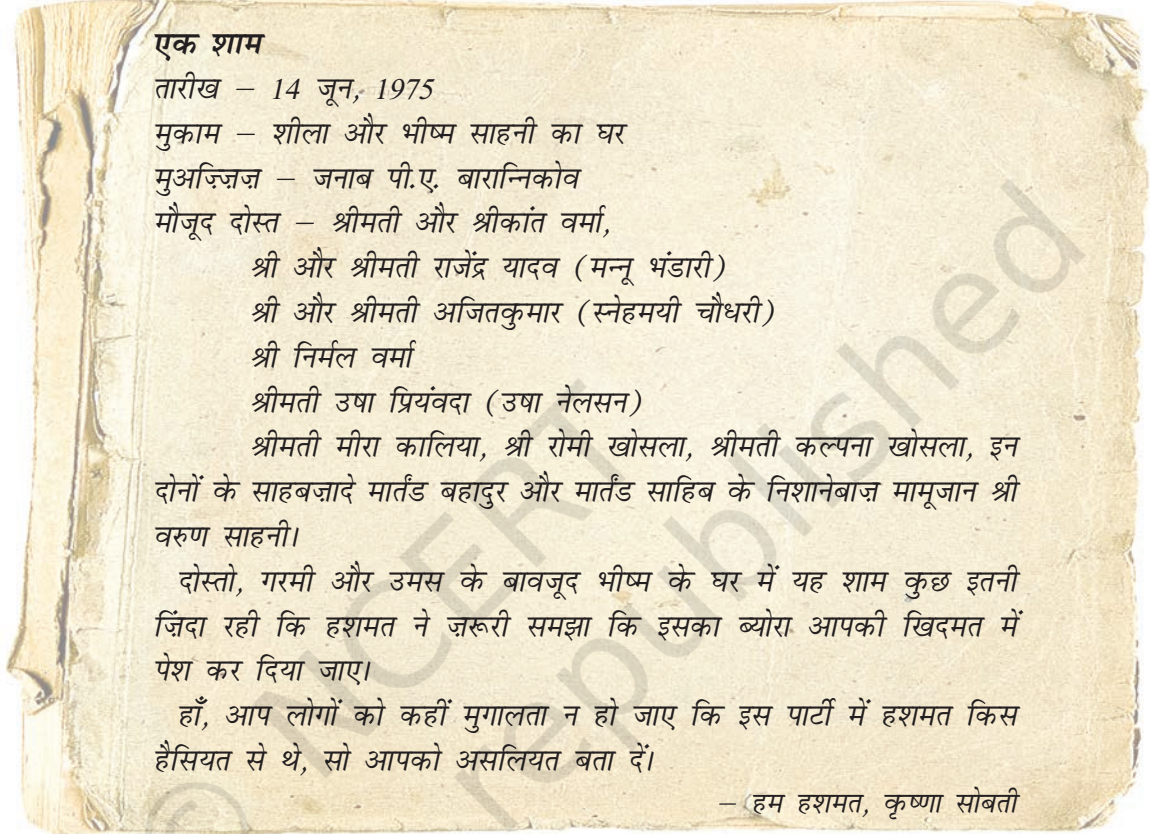 एक शाम
तारीख – 14 जून, 1975
मुकाम – शीला और भीष्म साहनी का घर
मुअज़्ज़िज़ – जनाब पी.ए. बारान्निकोव
मौजूद दोस्त – श्रीमती और श्रीकांत वर्मा,
श्री और श्रीमती राजेंद्र यादव (मन्नू भंडारी)
श्री और श्रीमती अजितकुमार (स्नेहमयी चौधरी)
श्री निर्मल वर्मा
श्रीमती उषा प्रियंवदा (उषा नेलसन)
श्रीमती मीरा कालिया, श्री रोमी खोसला, श्रीमती कल्पना खोसला, इन
दोनों के साहबज़ादे मार्तंड बहादुर और मार्तंड साहिब के निशानेबाज़ मामूजान श्री
वरुण साहनी।
दोस्तो, गरमी और उमस के बावजूद भीष्म के घर में यह शाम कुछ इतनी
ज़िंदा रही कि हशमत ने ज़रूरी समझा कि इसका ब्योरा आपकी खिदमत में
पेश कर दिया जाए।
हाँ, आप लोगों को कहीं मुगालता न हो जाए कि इस पार्टी में हशमत किस
हैसियत से थे, सो आपको असलियत बता दें।
– हम हशमत, कृष्णा सोबती
© NCERT
republished